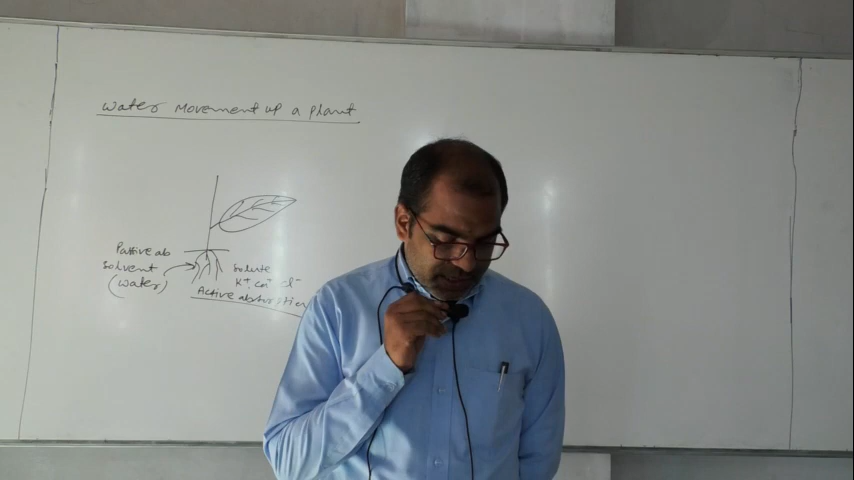 Water Movement up a plant
Passive ab
Solvent
(water)
Solute
K⁺, Ca⁺ Cl⁻
Active absorption